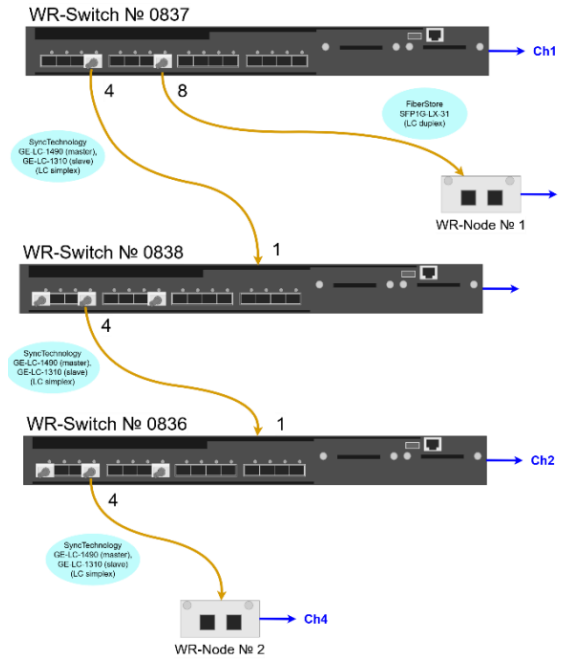 WR-Switch № 0837
Ch1
4
8
FiberStore
SFP1G-LX-31
(LC duplex)
SyncTechnology
GE-LC-1490 (master),
GE-LC-1310 (slave)
(LC simplex)
WR-Node № 1
WR-Switch № 0838
1
4
SyncTechnology
GE-LC-1490 (master),
GE-LC-1310 (slave)
(LC simplex)
WR-Switch № 0836
1
Ch2
4
SyncTechnology
GE-LC-1490 (master),
GE-LC-1310 (slave)
(LC simplex)
Ch4
WR-Node № 2